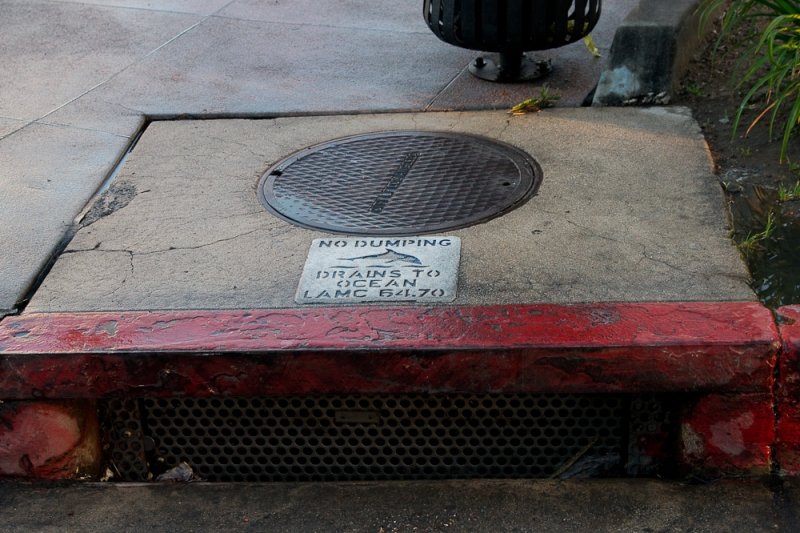 NO DUMPING
DRAINS TO
OCEAN
LAMC 64.70